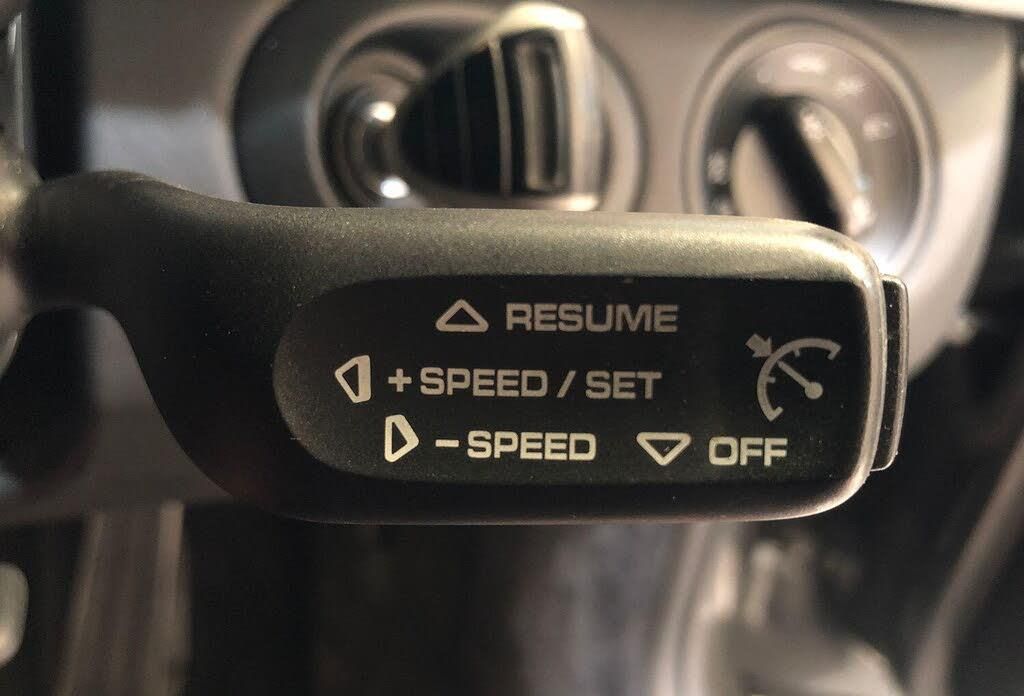 RESUME
+SPEED / SET
-SPEED OFF